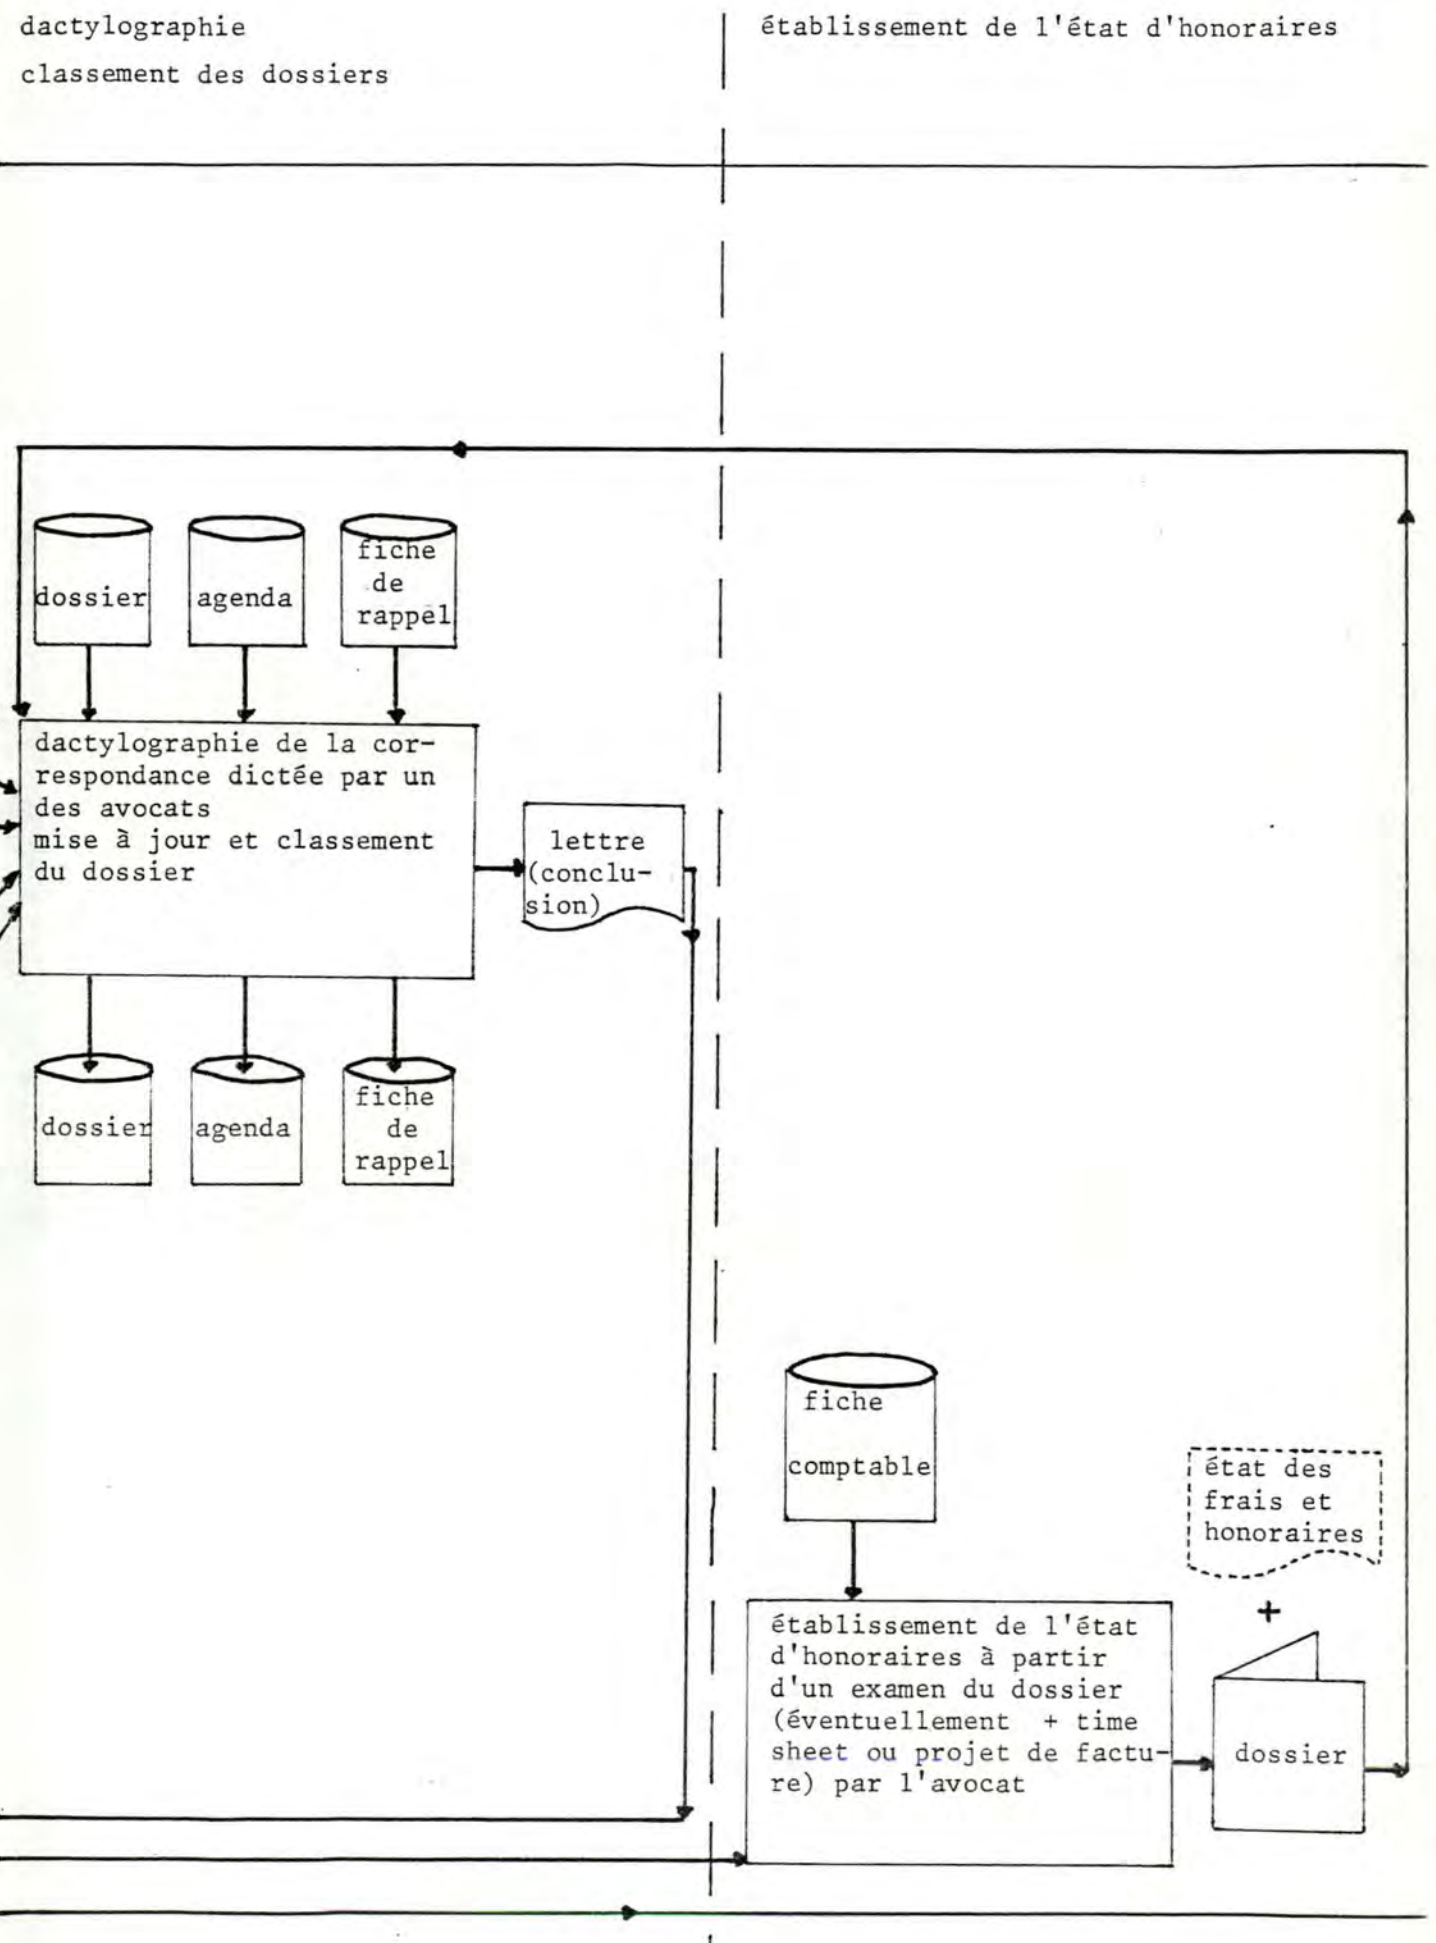 dactylographie
classement des dossiers
établissement de l'état d'honoraires
dossier
agenda
fiche
de
rappel
dactylographie de la cor-
respondance dictée par un
des avocats
mise à jour et classement
du dossier
lettre
(conclu-
sion)
dossier
agenda
fiche
de
rappel
fiche
comptable
état des
frais et
honoraires
+
établissement de l'état
d'honoraires à partir
d'un examen du dossier
(éventuellement + time
sheet ou projet de factu-
re) par l'avocat
dossier